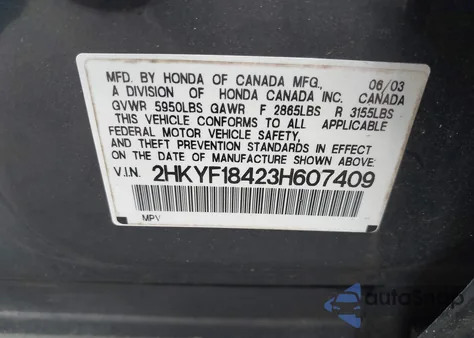 MFD. BY HONDA OF CANADA MFG., 06/03
A DIVISION OF HONDA CANADA INC. CANADA
GVWR 5950LBS GAWR F 2865LBS R 3155LBS
THIS VEHICLE CONFORMS TO ALL APPLICABLE
FEDERAL MOTOR VEHICLE SAFETY,
AND THEFT PREVENTION STANDARDS IN EFFECT
ON THE DATE OF MANUFACTURE SHOWN ABOVE.
V.I.N. 2HKYF18423H607409
MPV
autoSnap